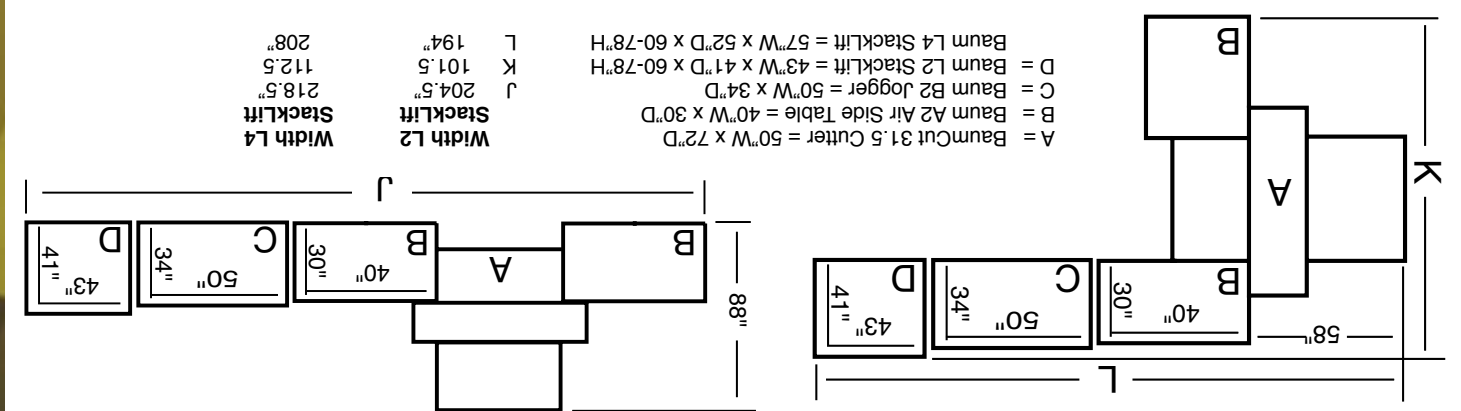 L
58"
40"
30"
B
50"
34"
C
43"
41"
D
A
K
B
88"
A
B
40"
30"
B
50"
34"
C
43"
41"
D
J
A = BaumCut 31.5 Cutter = 50"W x 72"D
B = Baum A2 Air Side Table = 40"W x 30"D
C = Baum B2 Jogger = 50"W x 34"D
D = Baum L2 StackLift = 43"W x 41"D x 60-78"H
Baum L4 StackLift = 57"W x 52"D x 60-78"H
Width L2 Width L4
StackLift StackLift
J 204.5" 218.5"
K 101.5 112.5
L 194" 208"